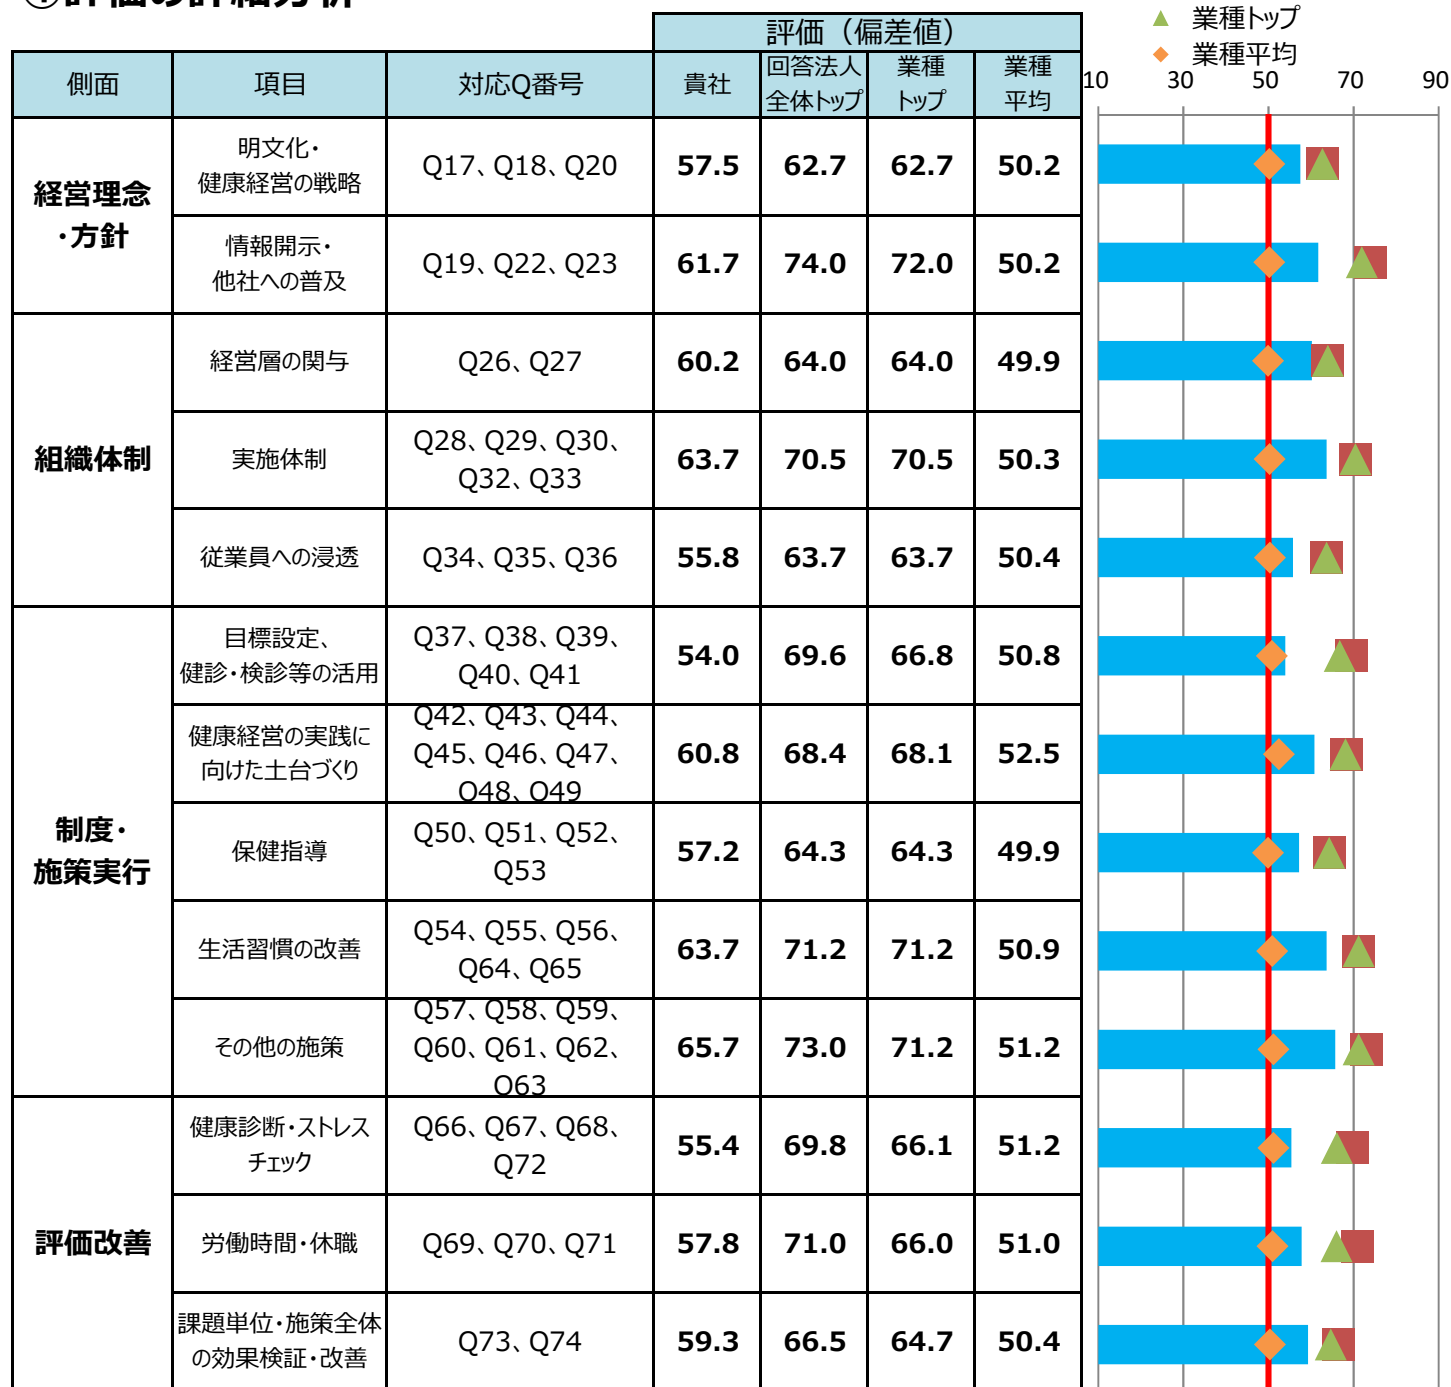 ①評価の詳細分析
▲ 業種トップ
◆ 業種平均
評価（偏差値）
側面 項目 対応Q番号 貴社 回答法人 業種 業種
全体トップ トップ 平均
10 30 50 70 90
経営理念
・方針
明文化・
健康経営の戦略
Q17、Q18、Q20 57.5 62.7 62.7 50.2
情報開示・
他社への普及
Q19、Q22、Q23 61.7 74.0 72.0 50.2
組織体制
経営層の関与 Q26、Q27 60.2 64.0 64.0 49.9
実施体制
Q28、Q29、Q30、
Q32、Q33
63.7 70.5 70.5 50.3
従業員への浸透 Q34、Q35、Q36 55.8 63.7 63.7 50.4
制度・
施策実行
目標設定、
健診・検診等の活用
Q37、Q38、Q39、
Q40、Q41
54.0 69.6 66.8 50.8
健康経営の実践に
向けた土台づくり
Q42、Q43、Q44、
Q45、Q46、Q47、
Q48、Q49
60.8 68.4 68.1 52.5
保健指導
Q50、Q51、Q52、
Q53
57.2 64.3 64.3 49.9
生活習慣の改善
Q54、Q55、Q56、
Q64、Q65
63.7 71.2 71.2 50.9
その他の施策
Q57、Q58、Q59、
Q60、Q61、Q62、
Q63
65.7 73.0 71.2 51.2
評価改善
健康診断・ストレス
チェック
Q66、Q67、Q68、
Q72
55.4 69.8 66.1 51.2
労働時間・休職 Q69、Q70、Q71 57.8 71.0 66.0 51.0
課題単位・施策全体
の効果検証・改善
Q73、Q74 59.3 66.5 64.7 50.4